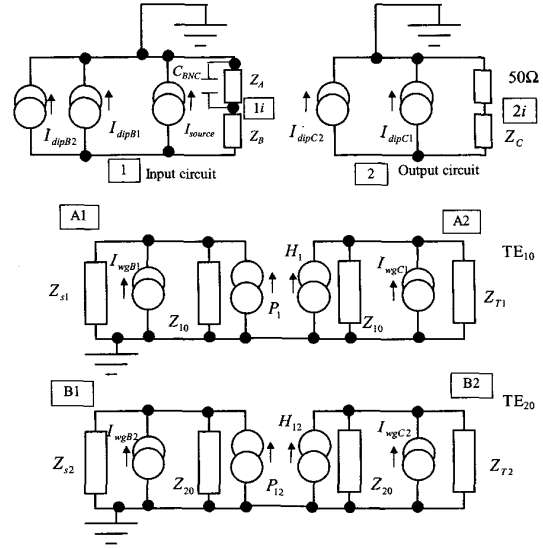 C_BNC Z_A 50Ω
1i 2i
I_dipB2 I_dipB1 I_source Z_B I_dipC2 I_dipC1 Z_C
1 Input circuit 2 Output circuit
A1 A2
I_wgB1 H_1 I_wgC1 TE_10
Z_s1 Z_10 P_1 Z_10 Z_T1
B1 B2
I_wgB2 H_12 I_wgC2 TE_20
Z_s2 Z_20 P_12 Z_20 Z_T2